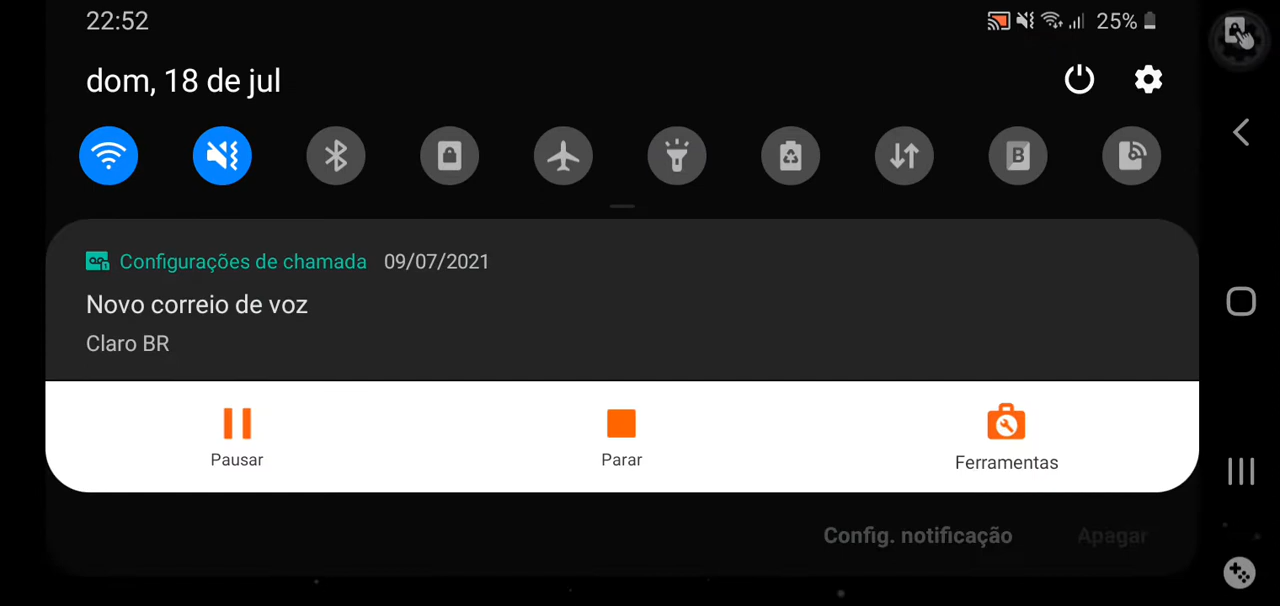 22:52
25%
dom, 18 de jul
B
Configurações de chamada 09/07/2021
Novo correio de voz
Claro BR
Pausar
Parar
Ferramentas
Config. notificação
Apagar